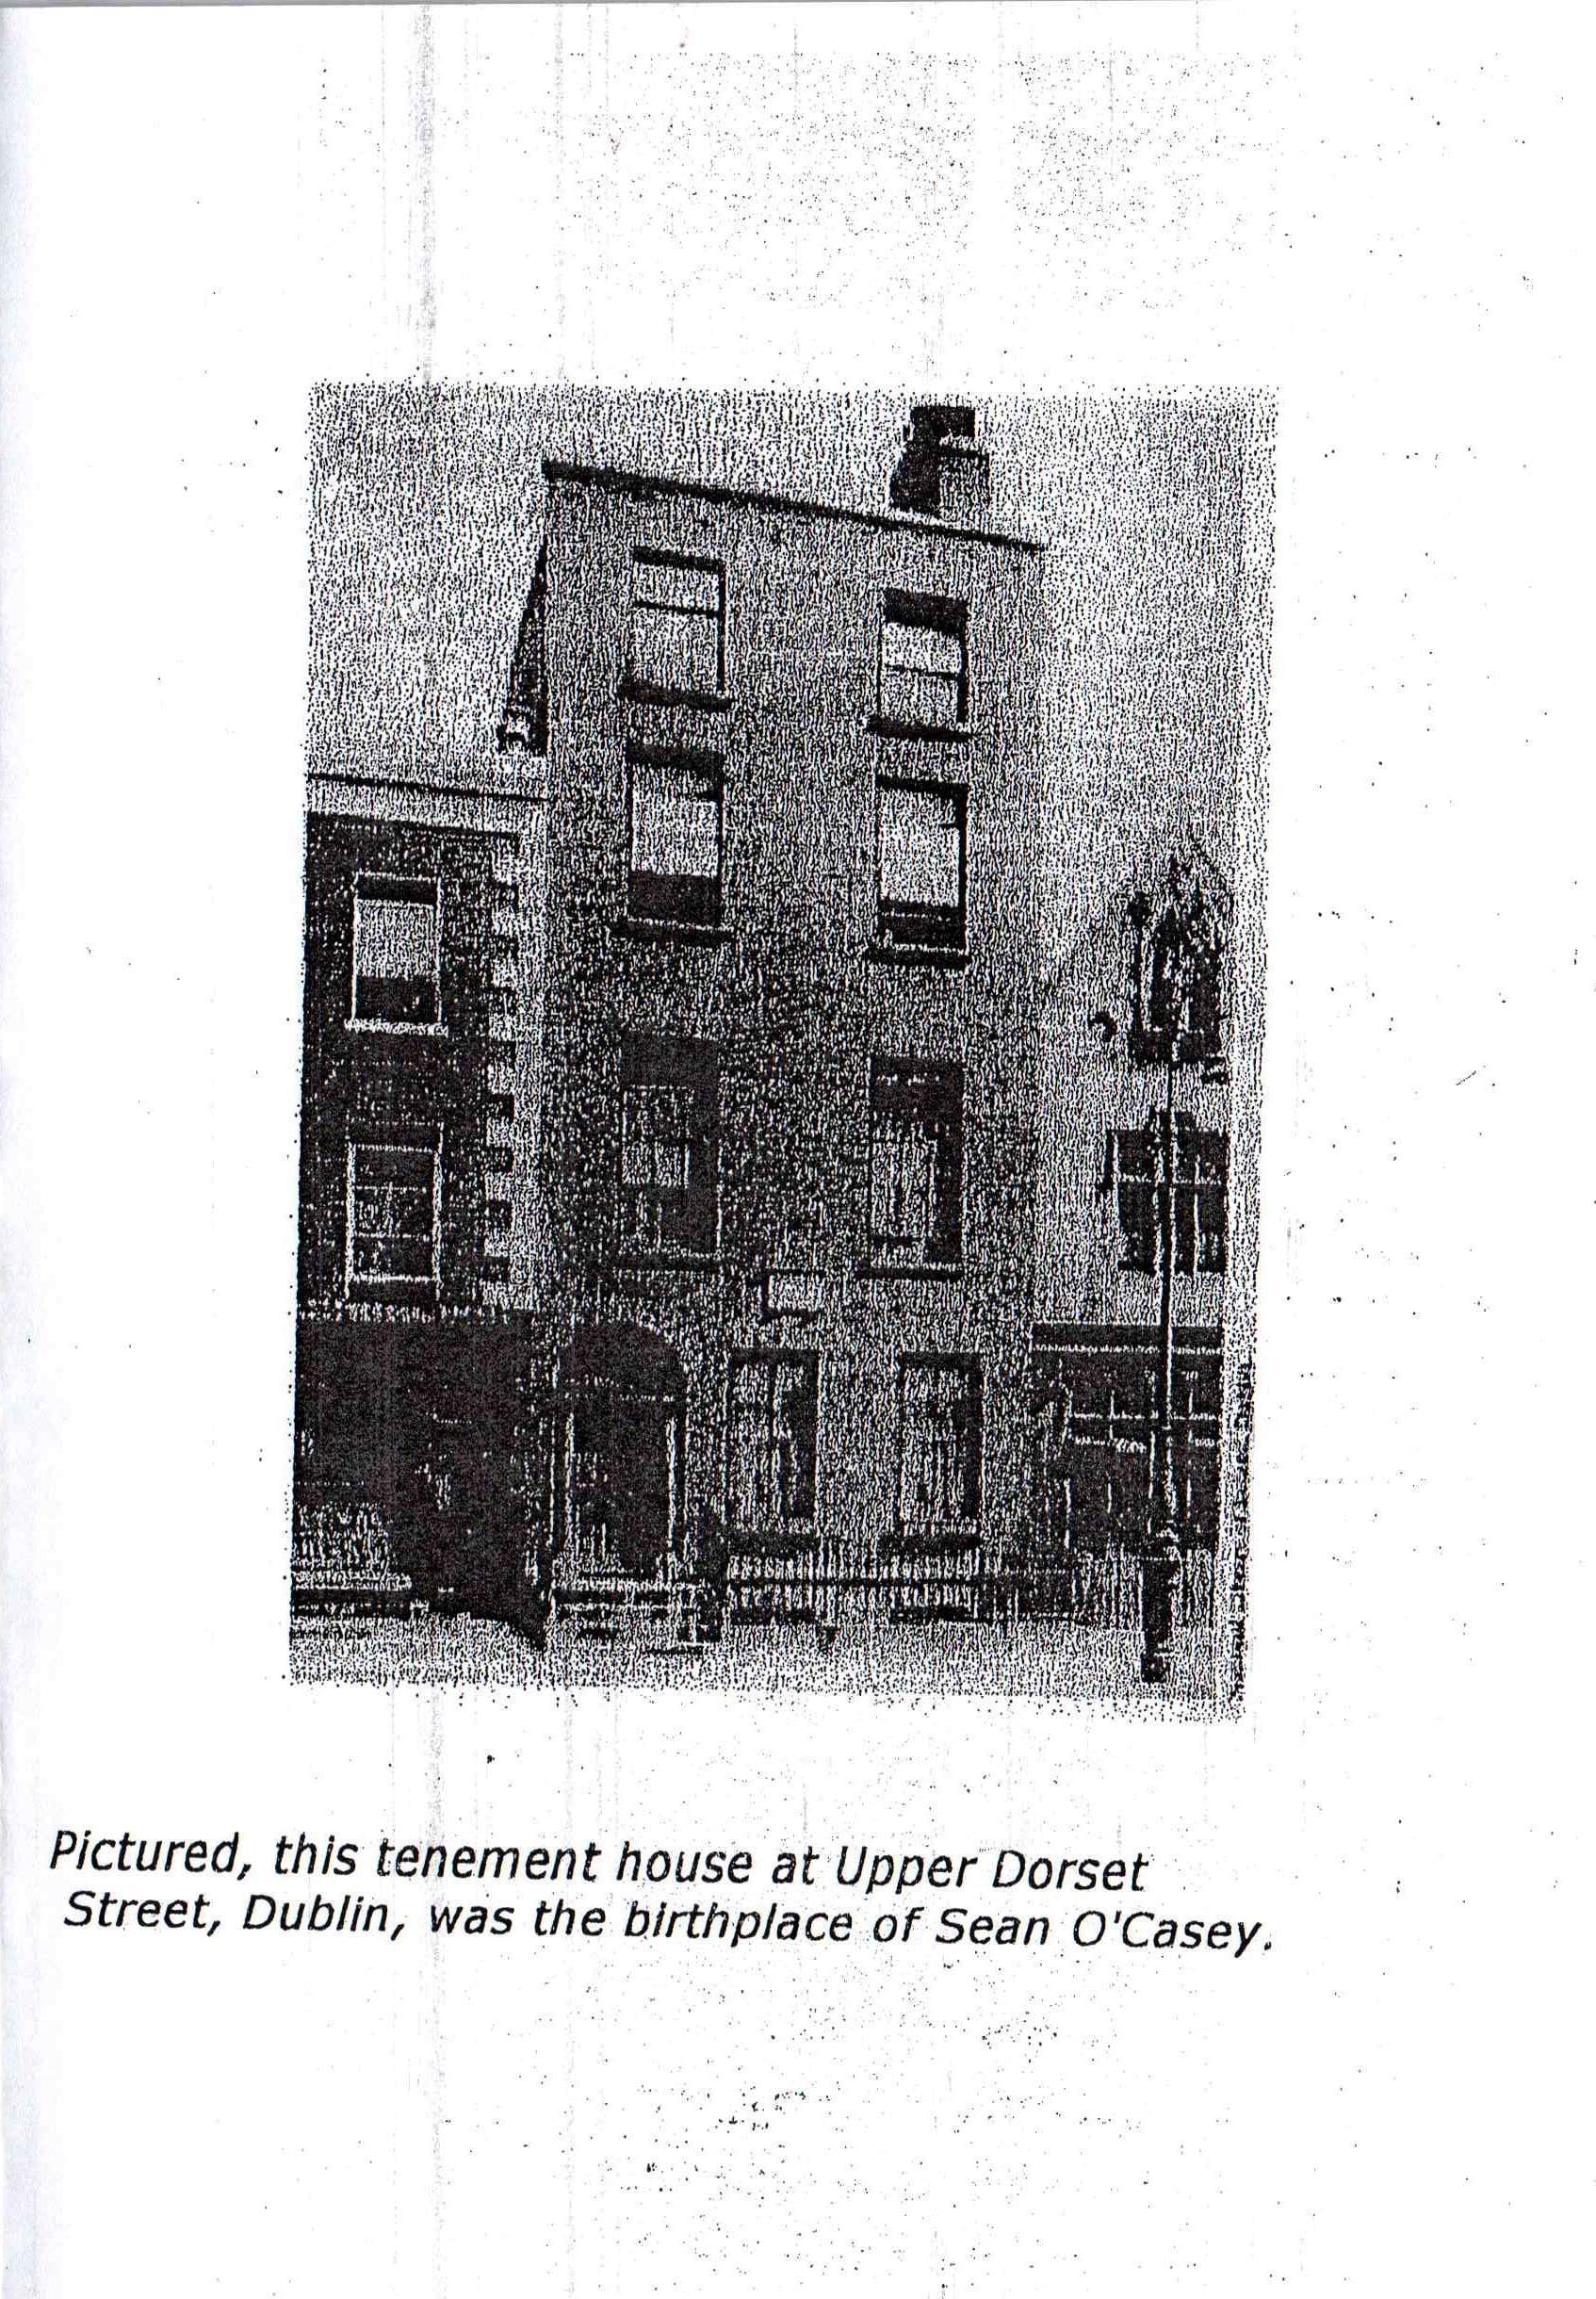 Pictured, this tenement house at Upper Dorset
Street, Dublin, was the birthplace of Sean O'Casey.